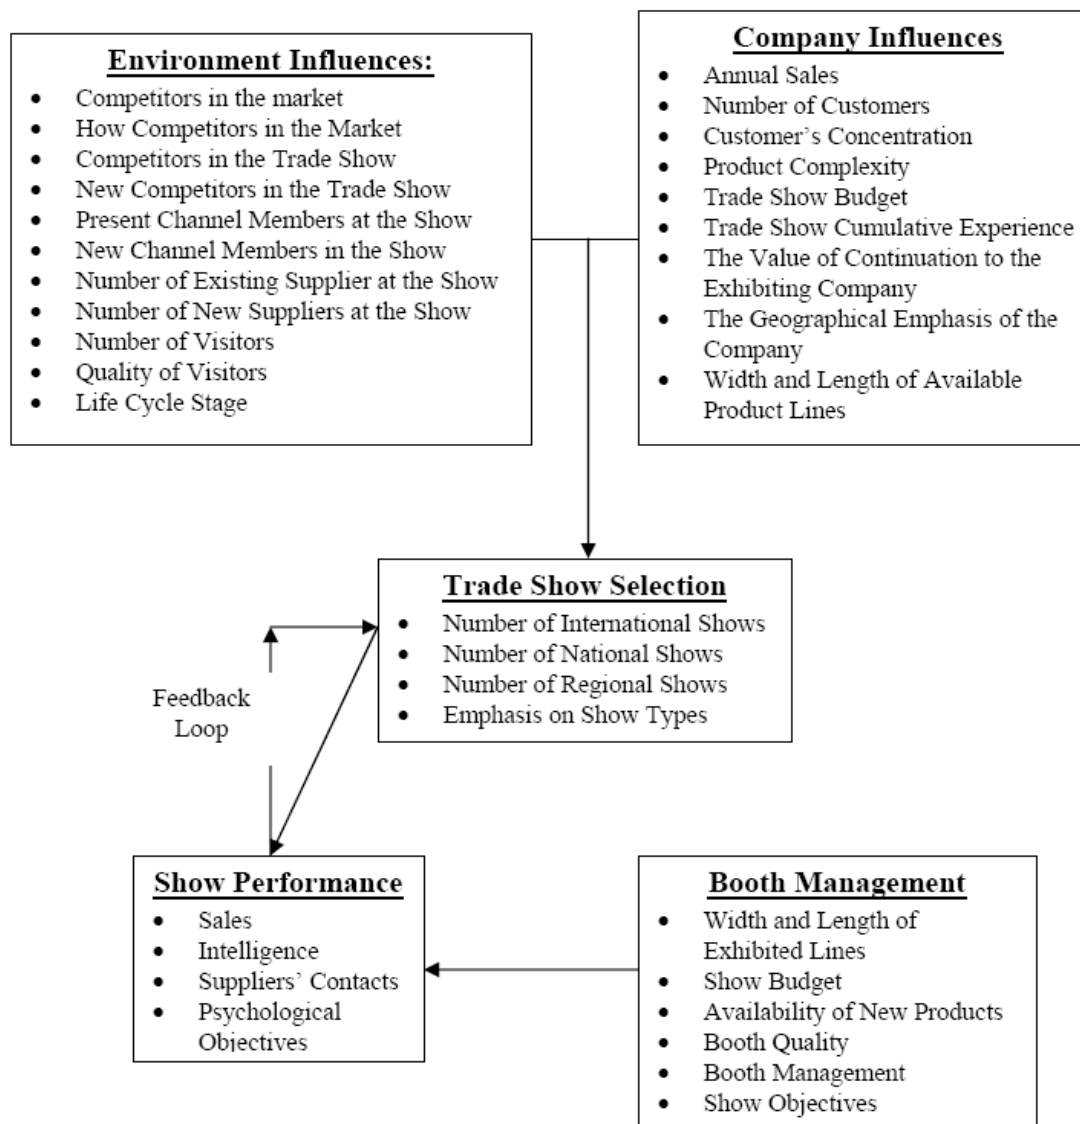 Environment Influences:
Competitors in the market
How Competitors in the Market
Competitors in the Trade Show
New Competitors in the Trade Show
Present Channel Members at the Show
New Channel Members in the Show
Number of Existing Supplier at the Show
Number of New Suppliers at the Show
Number of Visitors
Quality of Visitors
Life Cycle Stage
Company Influences
Annual Sales
Number of Customers
Customer’s Concentration
Product Complexity
Trade Show Budget
Trade Show Cumulative Experience
The Value of Continuation to the
Exhibiting Company
The Geographical Emphasis of the
Company
Width and Length of Available
Product Lines
Trade Show Selection
Number of International Shows
Number of National Shows
Number of Regional Shows
Emphasis on Show Types
Feedback
Loop
Show Performance
Sales
Intelligence
Suppliers’ Contacts
Psychological
Objectives
Booth Management
Width and Length of
Exhibited Lines
Show Budget
Availability of New Products
Booth Quality
Booth Management
Show Objectives